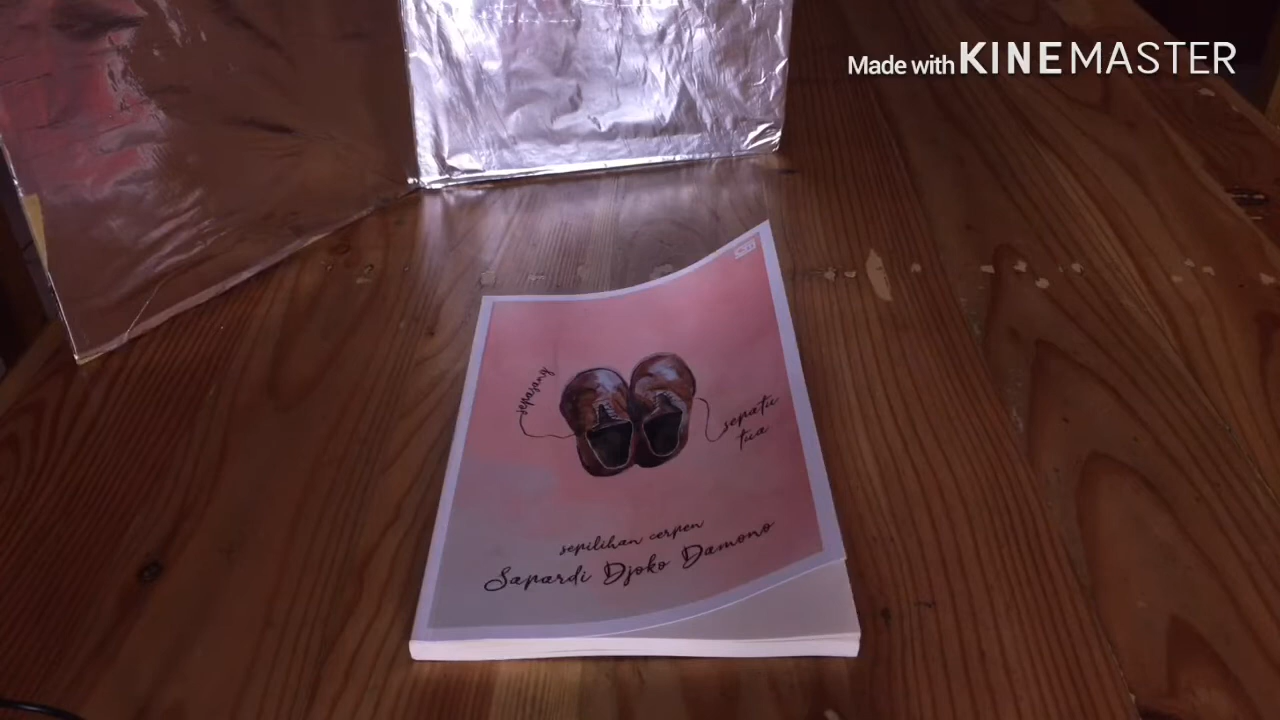 Made with KINEMASTER
sepasang
sepatu
tua
sepilihan cerpen
Sapardi Djoko Damono